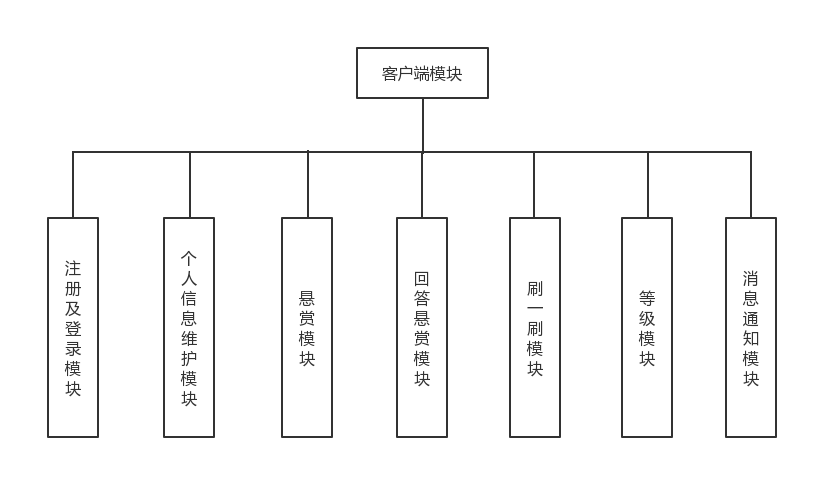 客户端模块
注册及登录模块
个人信息维护模块
悬赏模块
回答悬赏模块
刷一刷模块
等级模块
消息通知模块